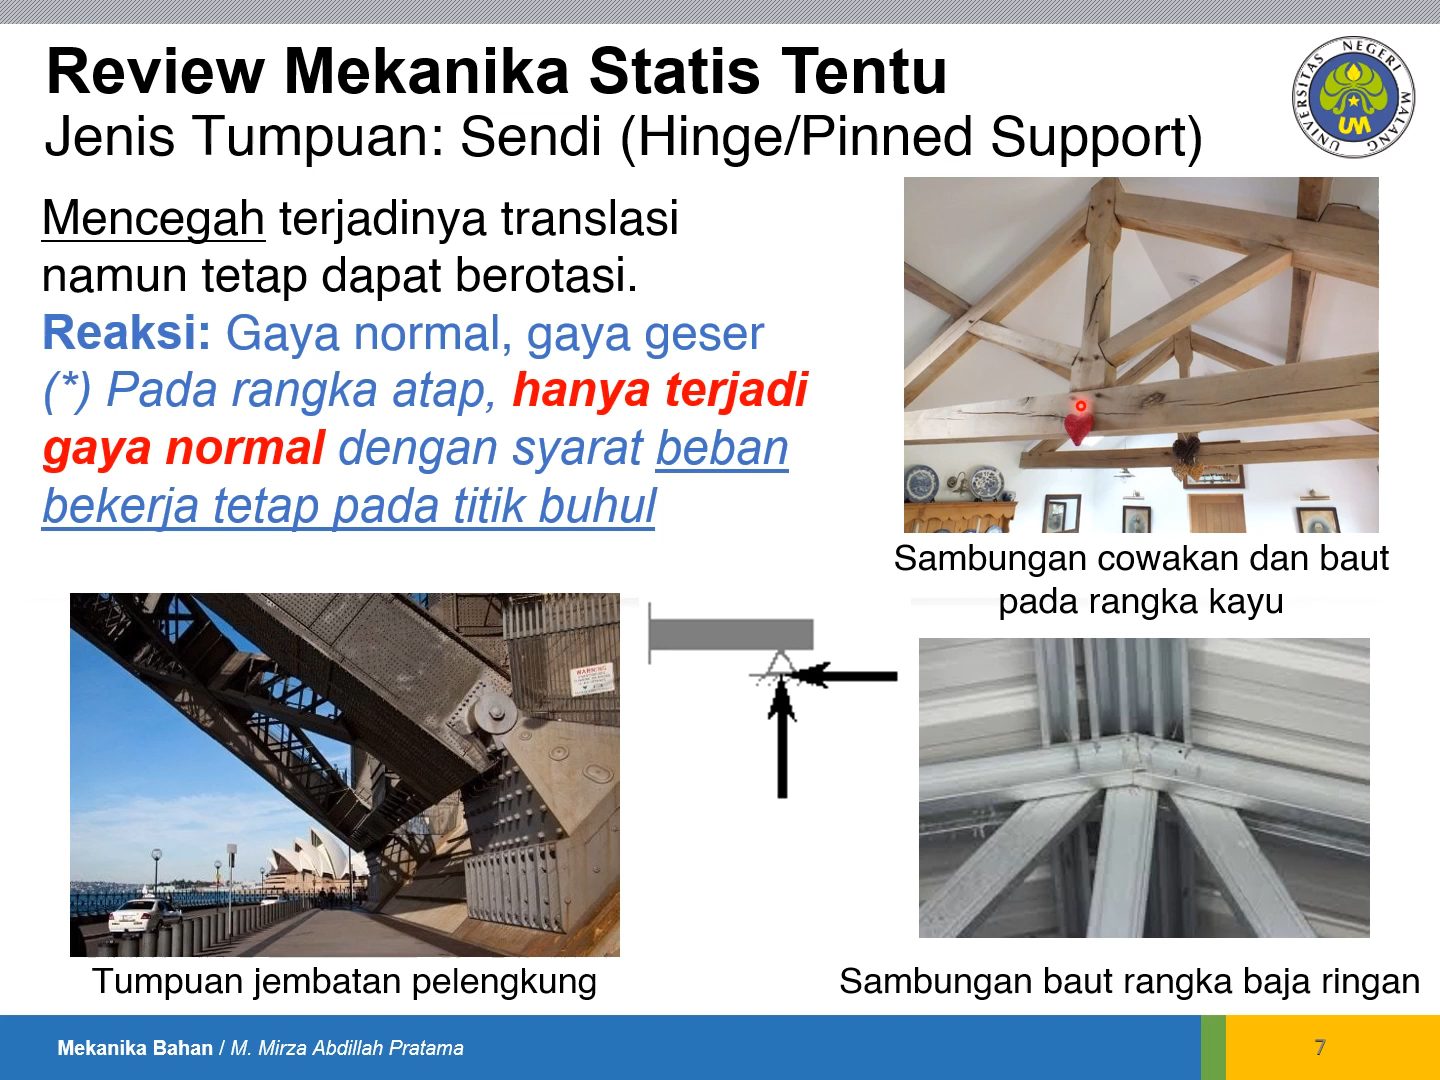 Review Mekanika Statis Tentu
Jenis Tumpuan: Sendi (Hinge/Pinned Support)
UNIVERSITAS NEGERI MALANG
UM
Mencegah terjadinya translasi
namun tetap dapat berotasi.
Reaksi: Gaya normal, gaya geser
(*) Pada rangka atap, hanya terjadi
gaya normal dengan syarat beban
bekerja tetap pada titik buhul
Sambungan cowakan dan baut
pada rangka kayu
WARNING
Tumpuan jembatan pelengkung
Sambungan baut rangka baja ringan
Mekanika Bahan / M. Mirza Abdillah Pratama
7